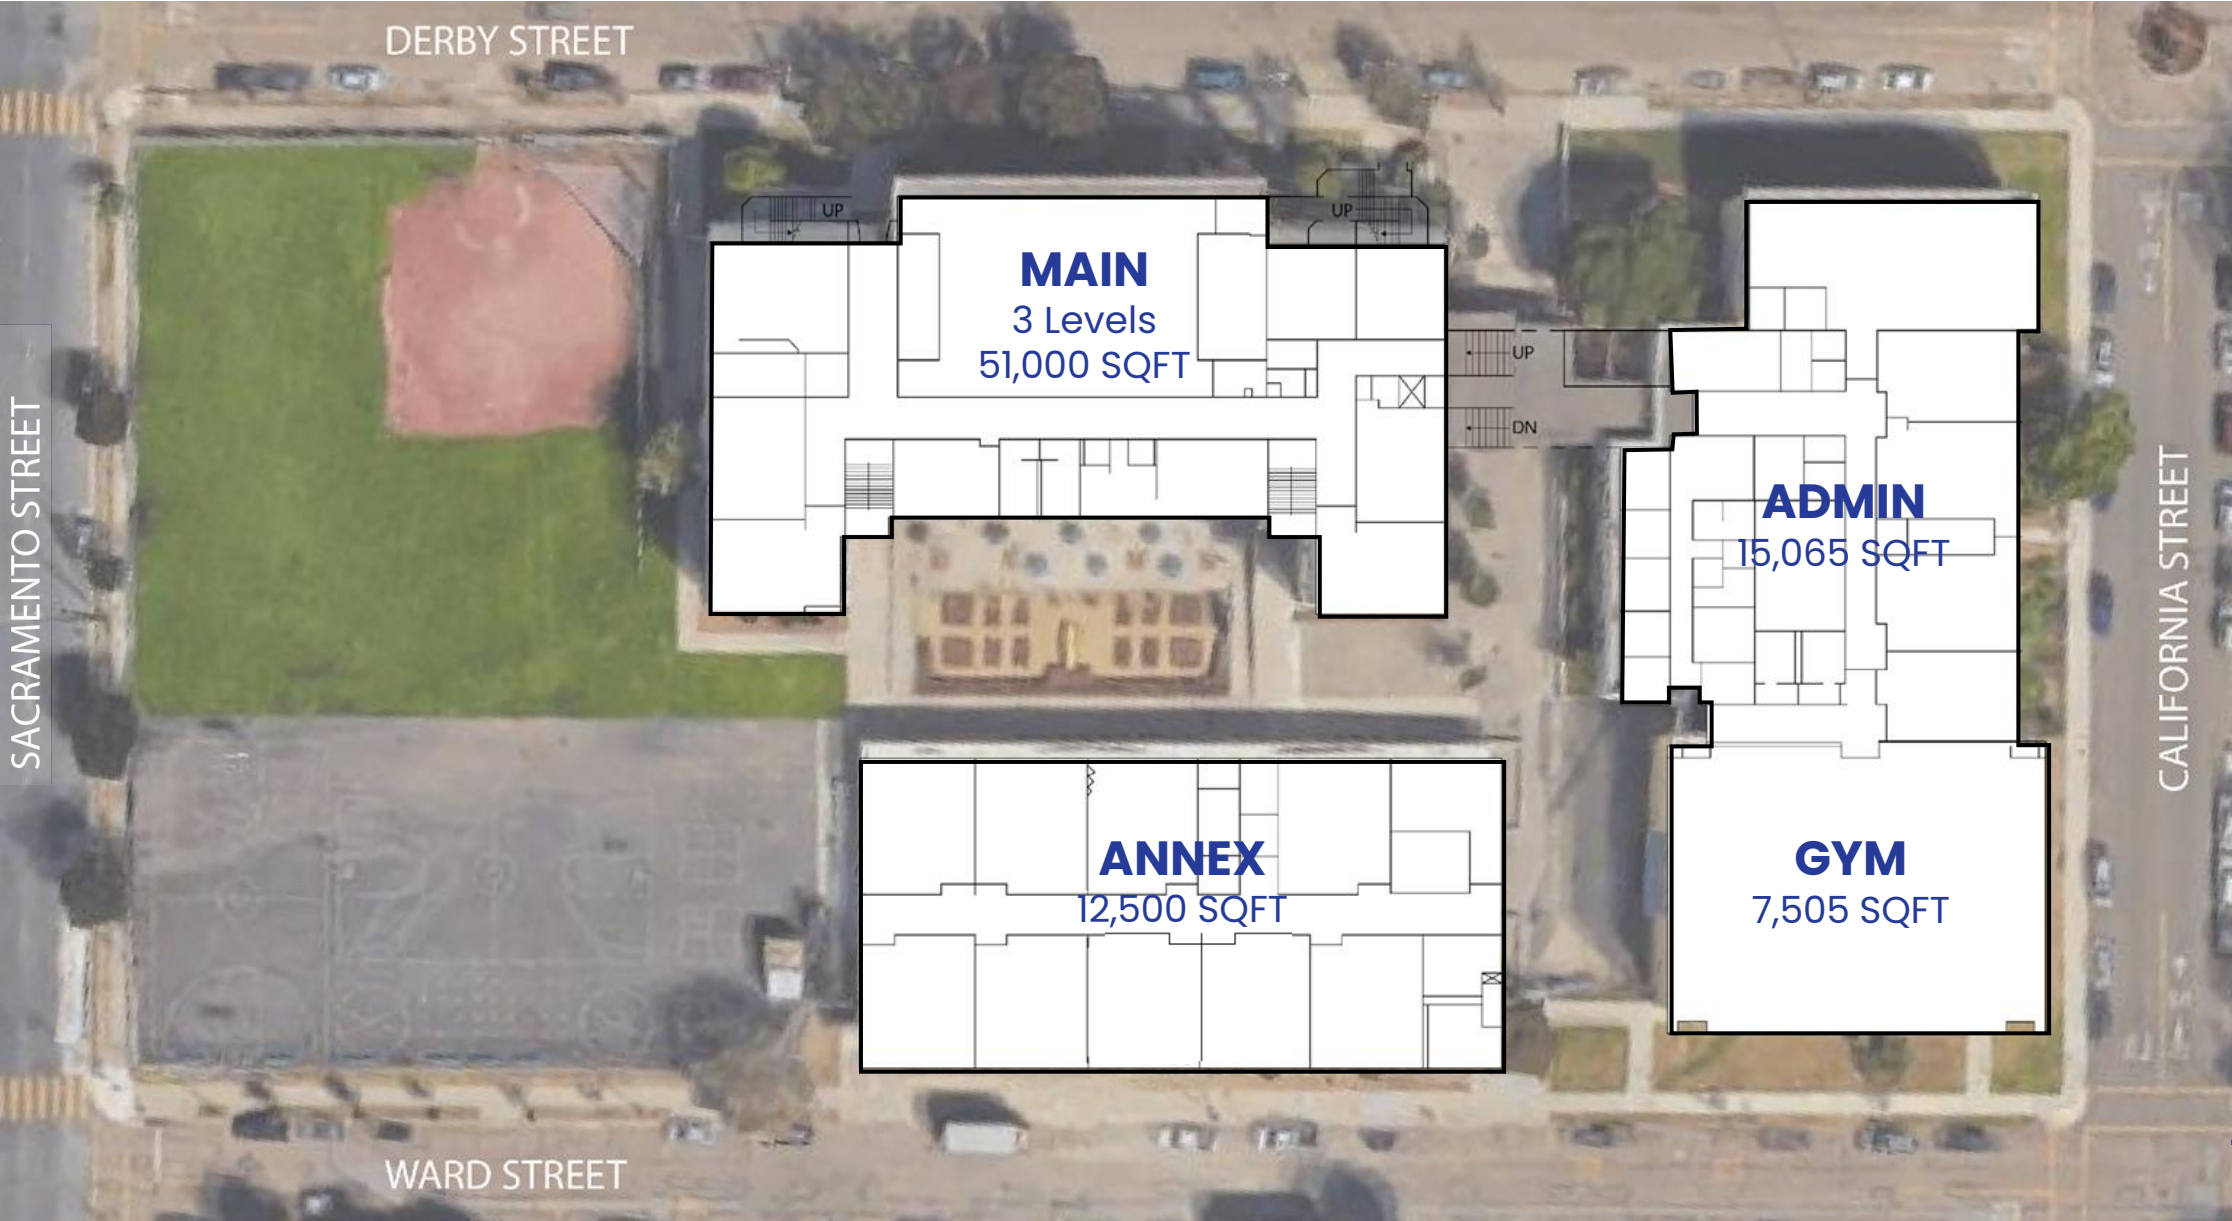 DERBY STREET
UP
UP
MAIN
3 Levels
51,000 SQFT
UP
DN
SACRAMENTO STREET
ADMIN
15,065 SQFT
CALIFORNIA STREET
ANNEX
12,500 SQFT
GYM
7,505 SQFT
WARD STREET